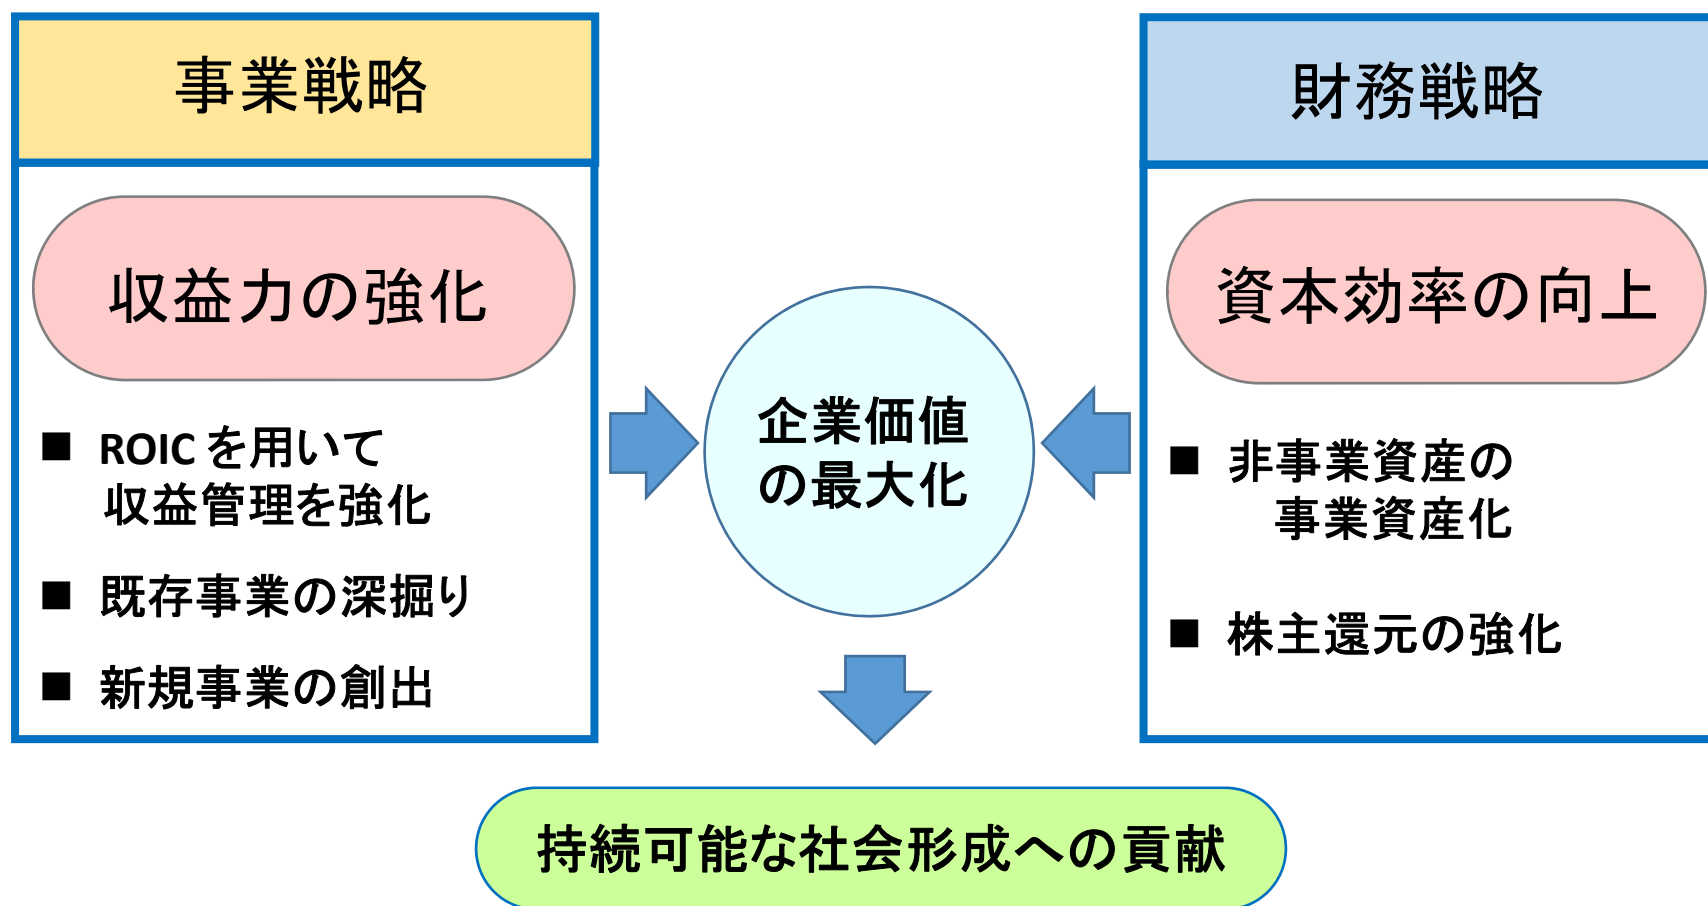 事業戦略
収益力の強化
■ ROIC を用いて
収益管理を強化
■ 既存事業の深掘り
■ 新規事業の創出
企業価値
の最大化
財務戦略
資本効率の向上
■ 非事業資産の
事業資産化
■ 株主還元の強化
持続可能な社会形成への貢献